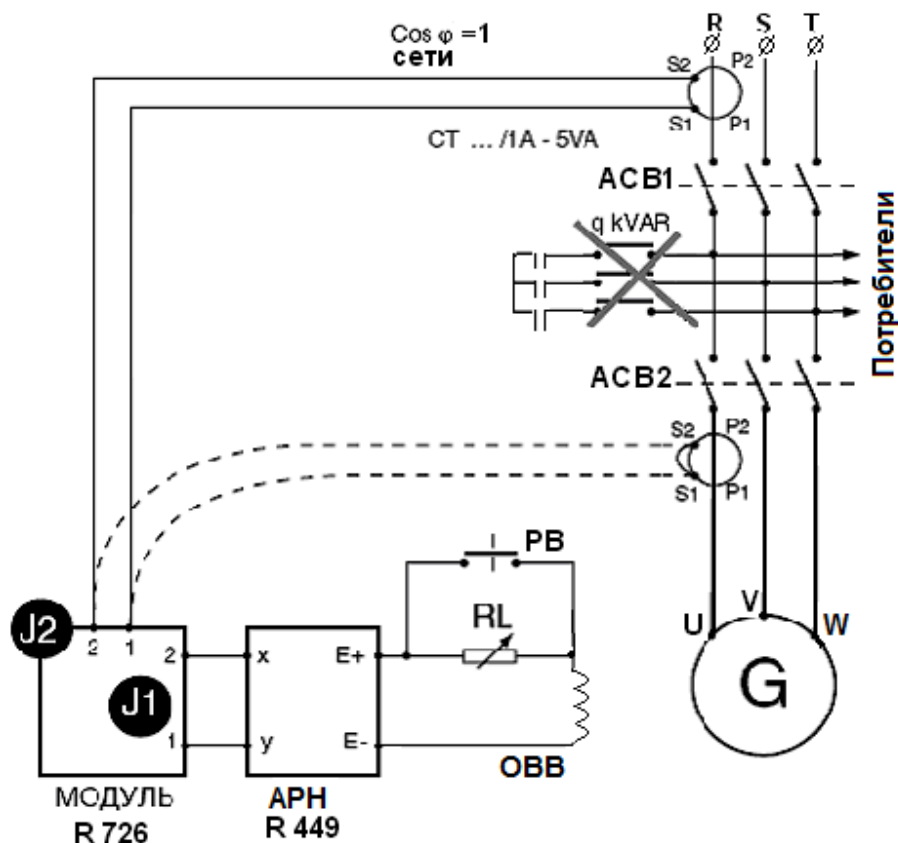 R S T
Cos φ =1
сети
S2 P2
S1 P1
CT ... /1A - 5VA
ACB1
q kVAR
Потребители
ACB2
S2 P2
S1 P1
PB
RL
U V W
G
J2
2 1
2 x E+
J1
1 y E-
OBB
МОДУЛЬ
R 726
АРН
R 449